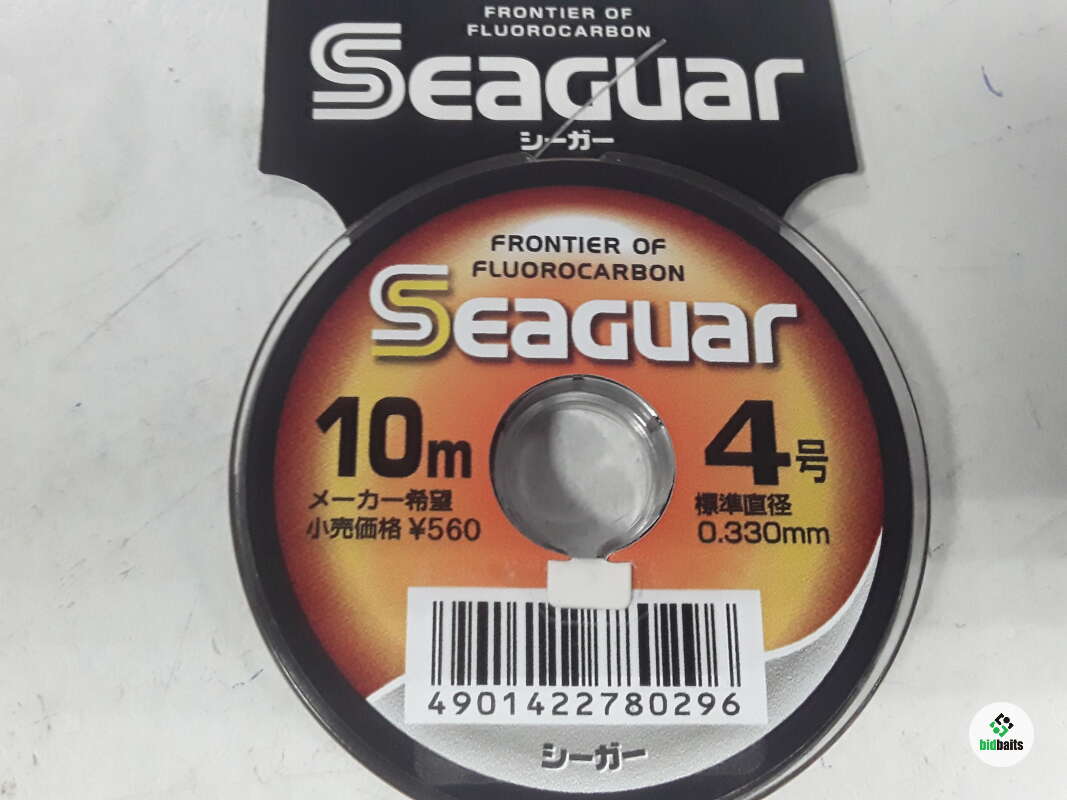 FRONTIER OF
FLUOROCARBON
Seaguar
シーガー
FRONTIER OF
FLUOROCARBON
Seaguar
10m
メーカー希望
小売価格 ¥560
4号
標準直径
0.330mm
4901422780296
シーガー
bidbaits